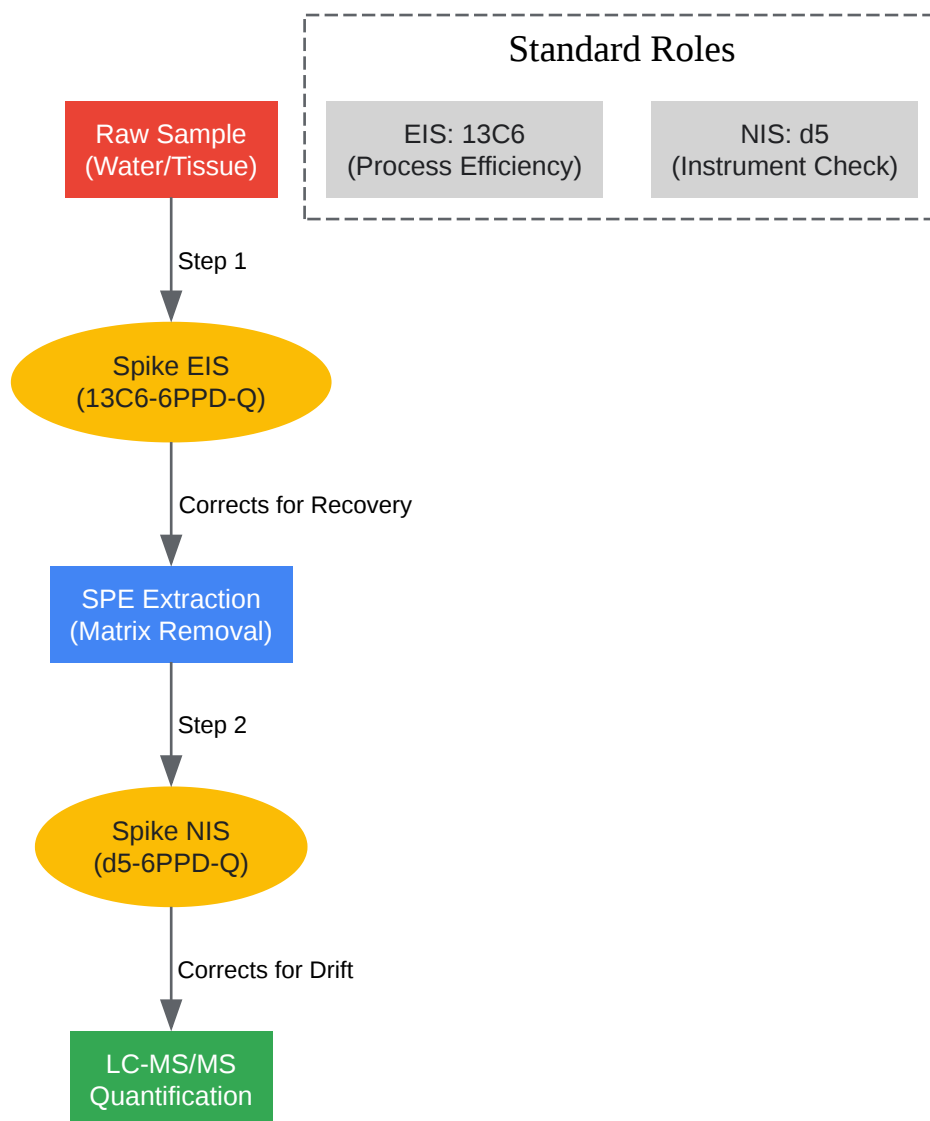 Standard Roles
Raw Sample
(Water/Tissue)
EIS: 13C6
(Process Efficiency)
NIS: d5
(Instrument Check)
Step 1
Spike EIS
(13C6-6PPD-Q)
Corrects for Recovery
SPE Extraction
(Matrix Removal)
Step 2
Spike NIS
(d5-6PPD-Q)
Corrects for Drift
LC-MS/MS
Quantification